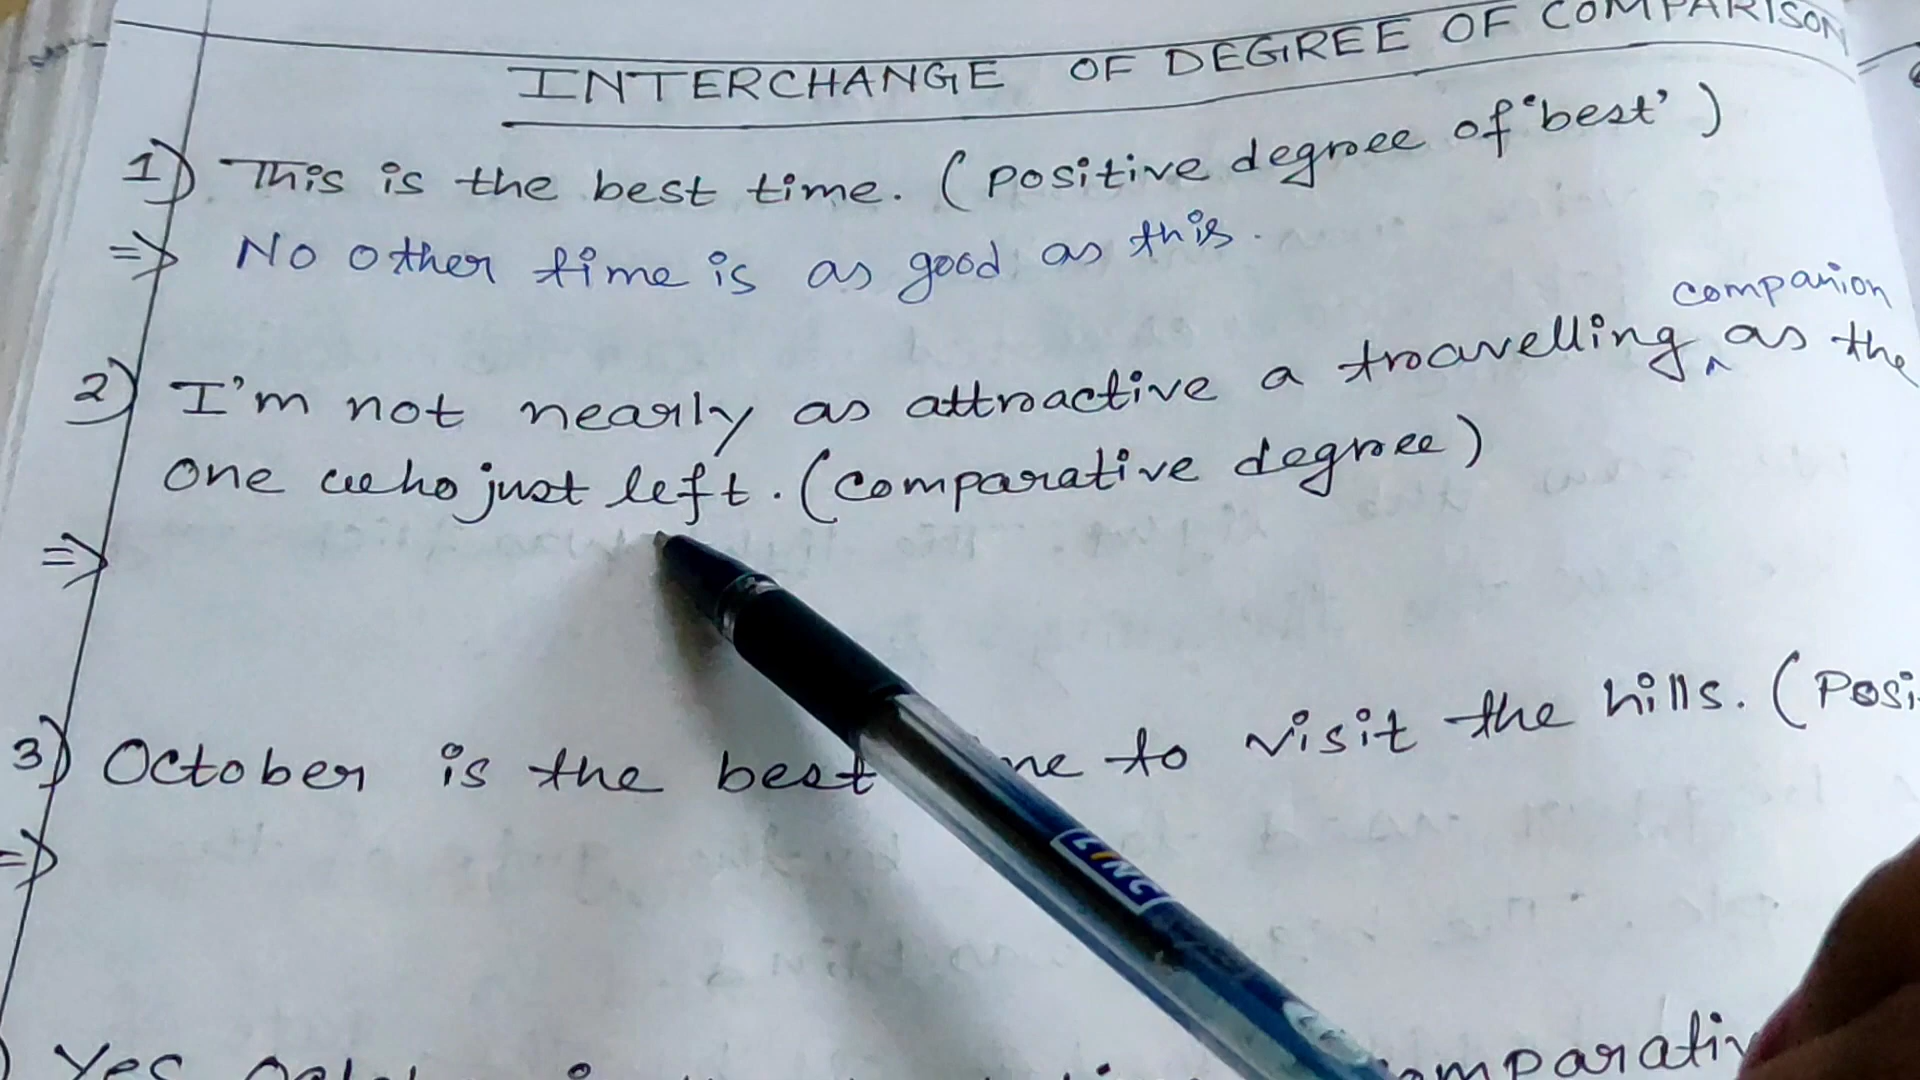 INTERCHANGE OF DEGREE OF COMPARISON
1) This is the best time. (Positive degree of 'best')
=> No other time is as good as this.
companion
2) I'm not nearly as attractive a travelling ^ as the
one who just left. (Comparative degree)
=>
3) October is the best to visit the hills. (Posi
=>
LINC
Yes